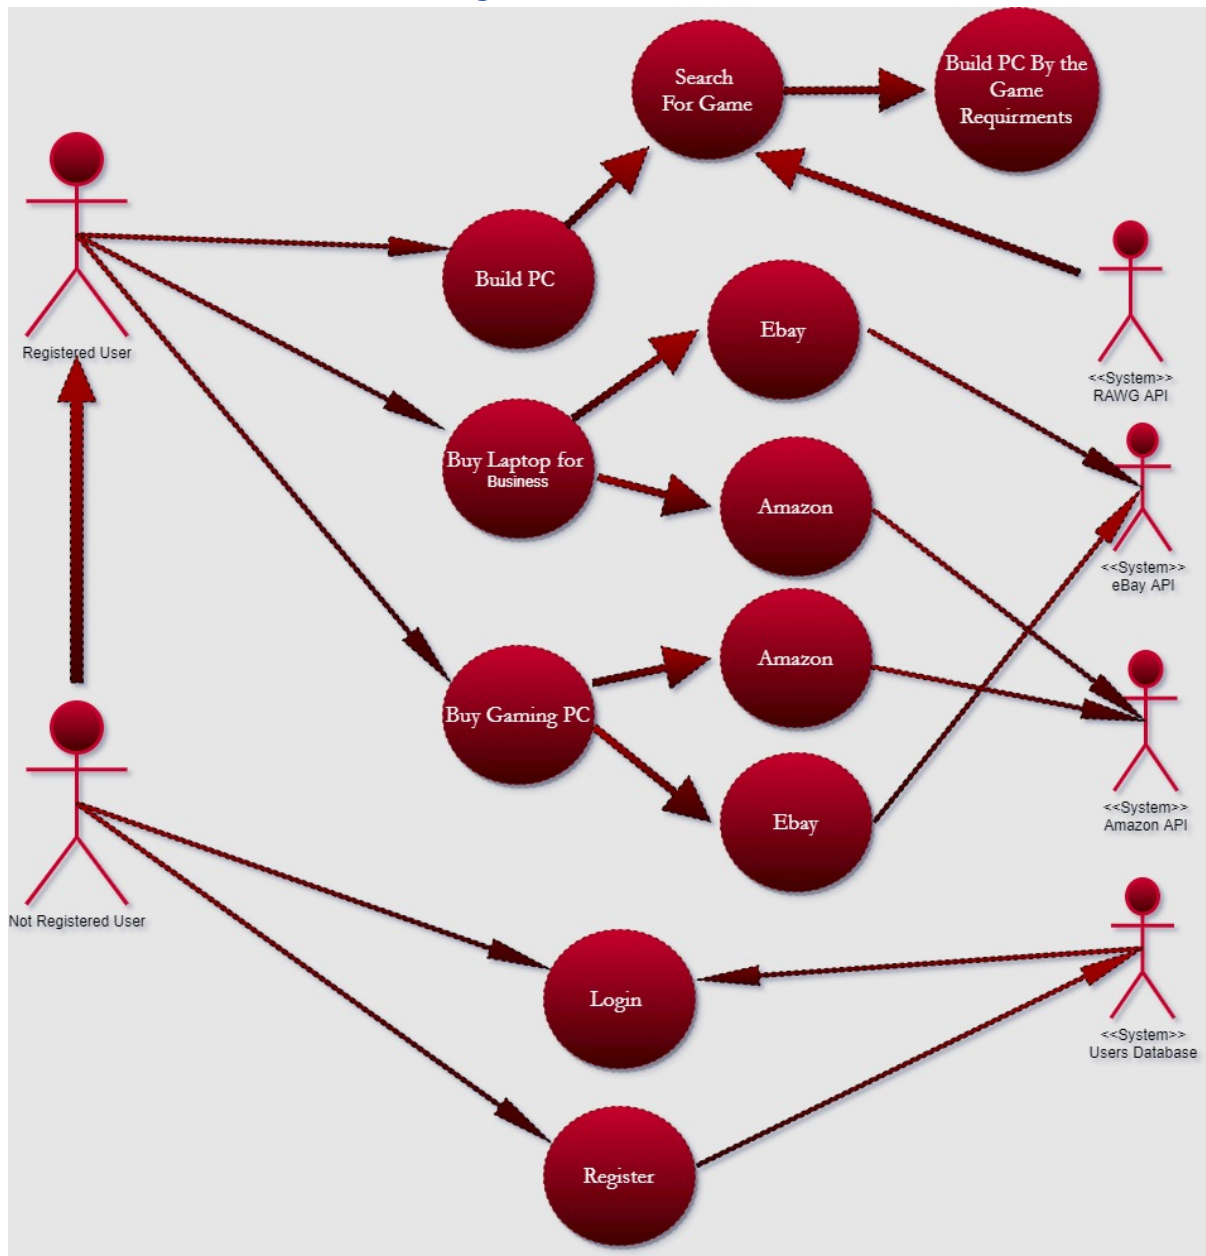 Search
For Game
Build PC By the
Game
Requirments
Registered User
Build PC
Ebay
<<System>>
RAWG API
Buy Laptop for
Business
Amazon
<<System>>
eBay API
Amazon
Buy Gaming PC
Ebay
<<System>>
Amazon API
Not Registered User
Login
<<System>>
Users Database
Register